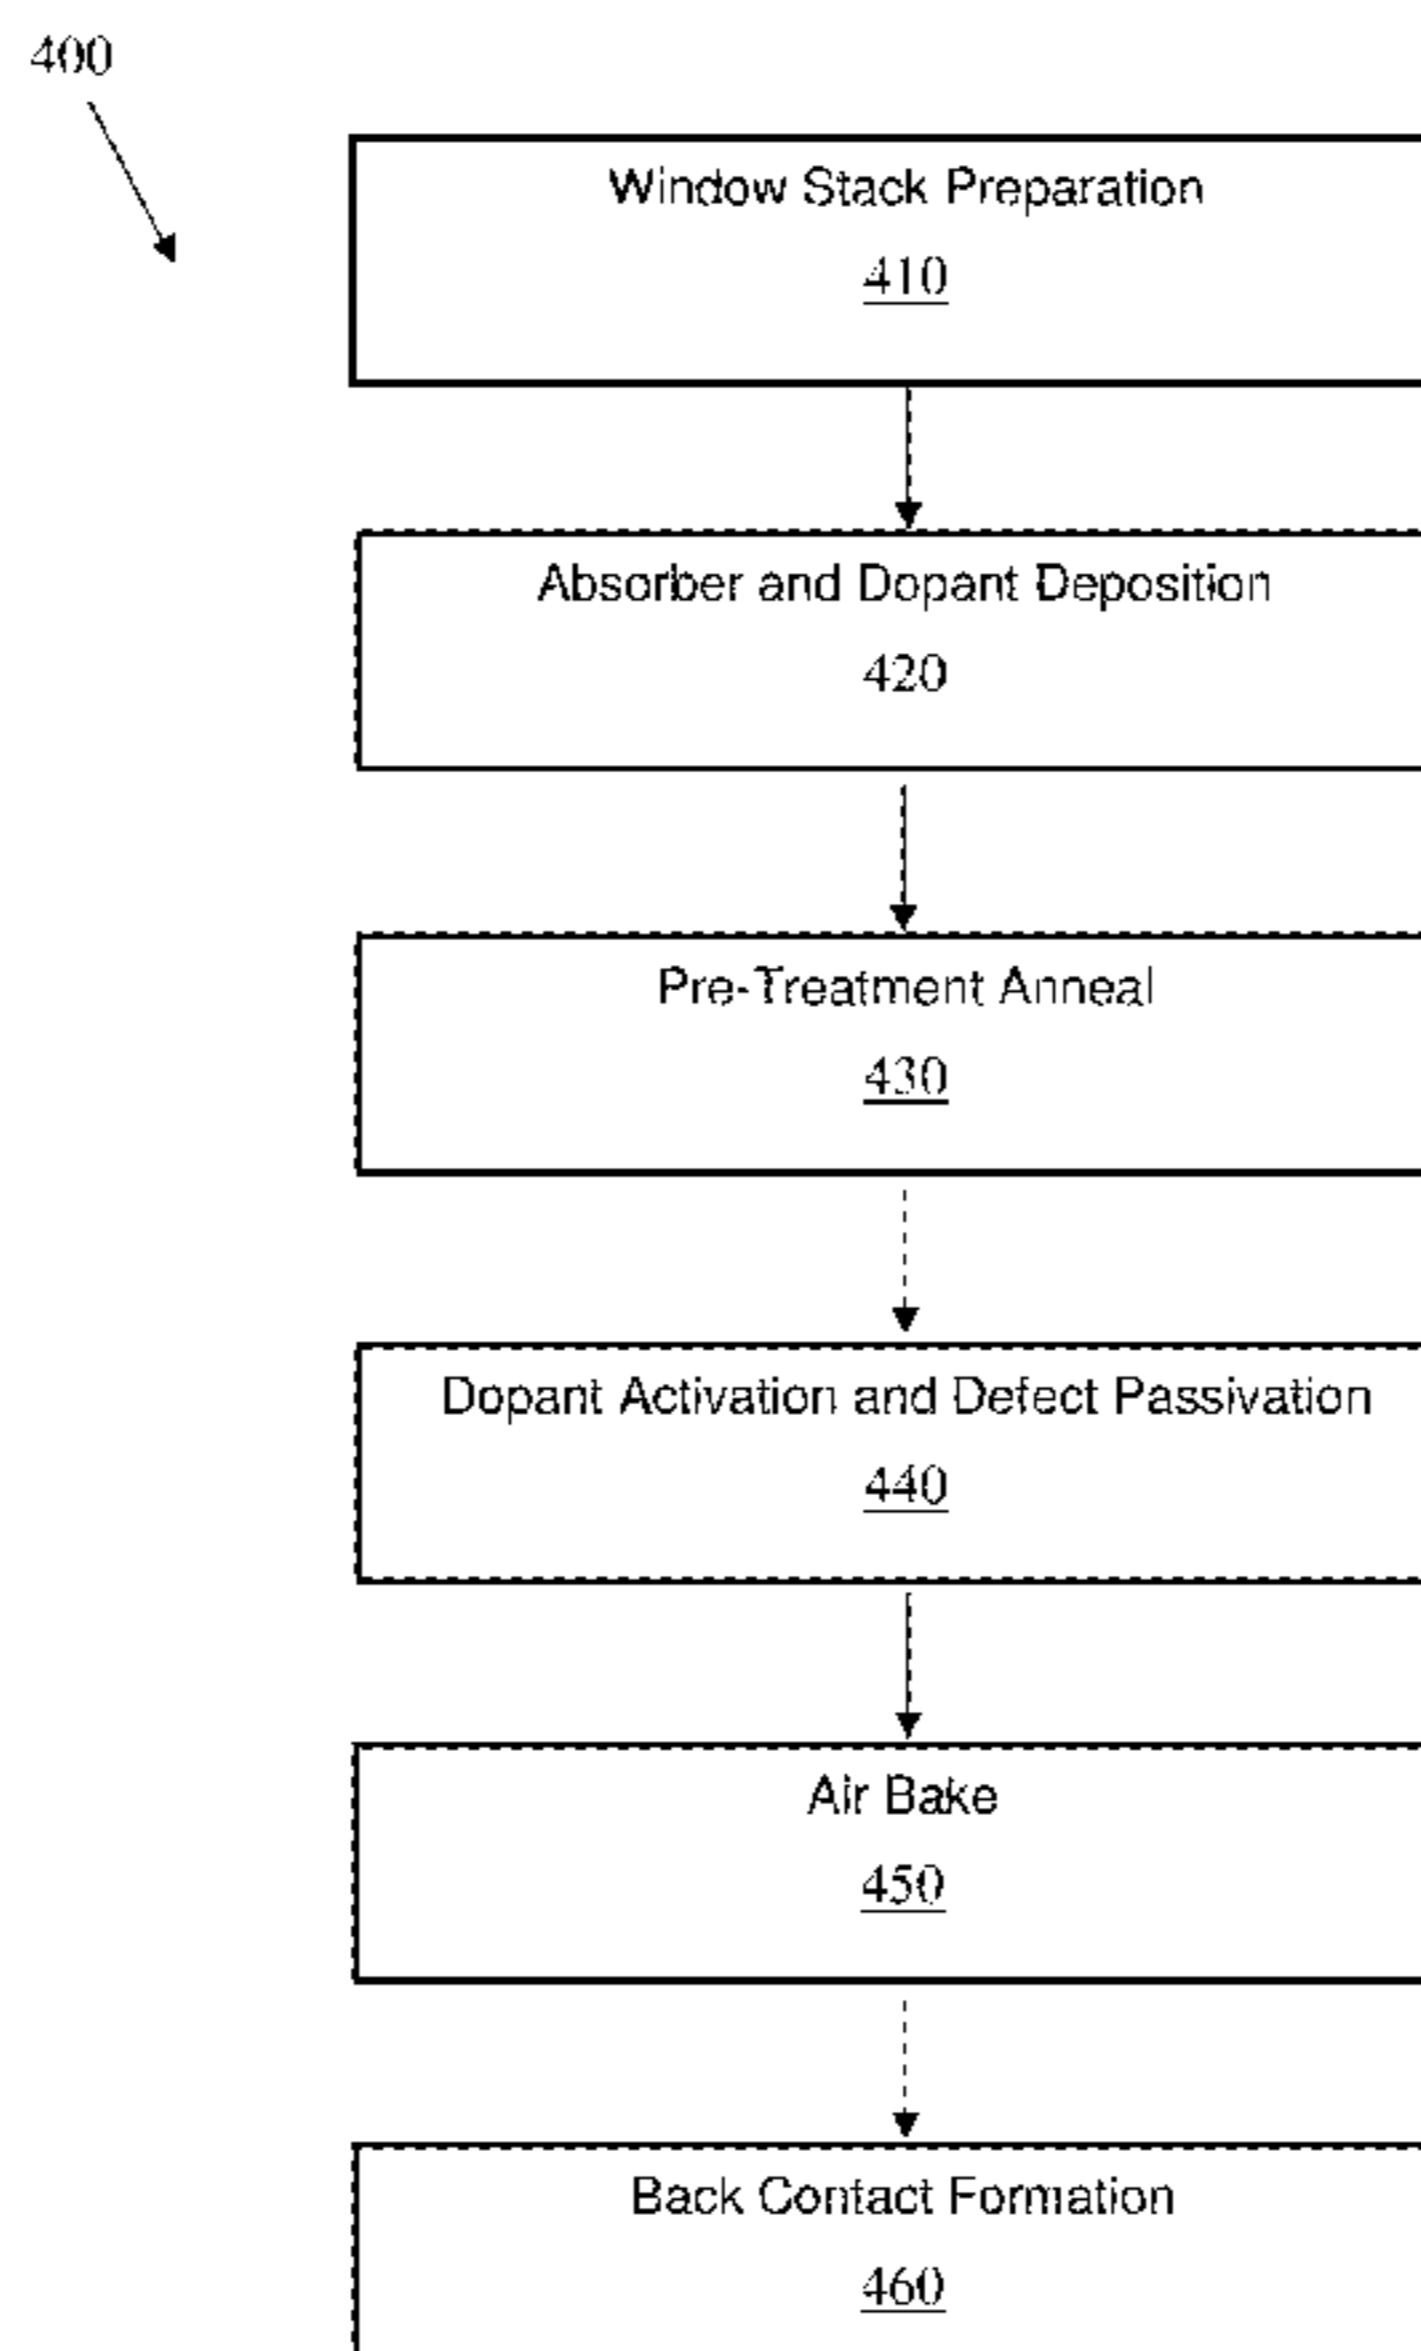 400
Window Stack Preparation
410
Absorber and Dopant Deposition
420
Pre-Treatment Anneal
430
Dopant Activation and Defect Passivation
440
Air Bake
450
Back Contact Formation
460